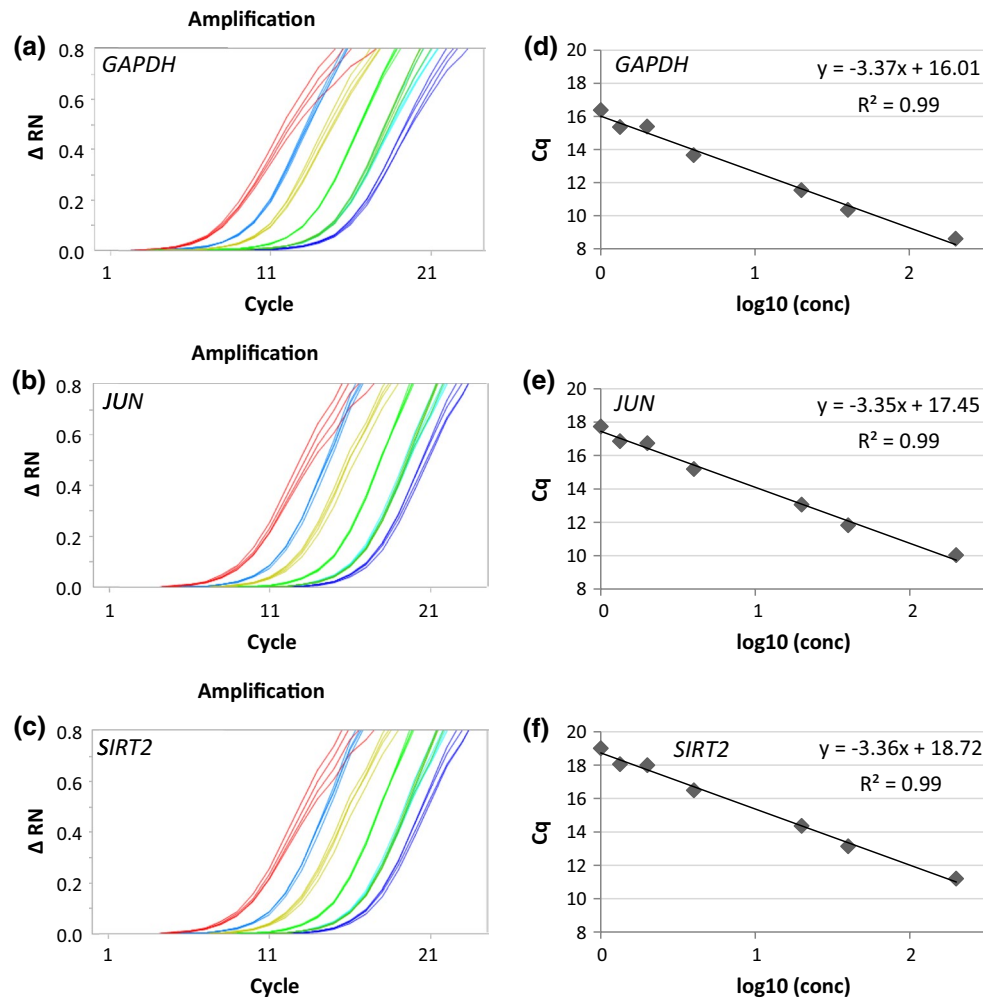 Amplification
(a)
GAPDH
0.8
0.6
0.4
0.2
0.0
Δ RN
1
11
21
Cycle
(d)
GAPDH
y = -3.37x + 16.01
R² = 0.99
20
18
16
14
12
10
8
Cq
0
1
2
log10 (conc)
Amplification
(b)
JUN
0.8
0.6
0.4
0.2
0.0
Δ RN
1
11
21
Cycle
(e)
JUN
y = -3.35x + 17.45
R² = 0.99
20
18
16
14
12
10
8
Cq
0
1
2
log10 (conc)
Amplification
(c)
SIRT2
0.8
0.6
0.4
0.2
0.0
Δ RN
1
11
21
Cycle
(f)
SIRT2
y = -3.36x + 18.72
R² = 0.99
20
18
16
14
12
10
8
Cq
0
1
2
log10 (conc)